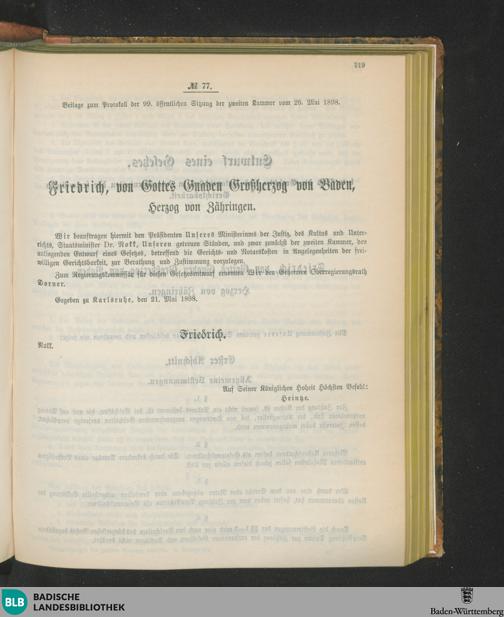 719
№ 77.
Beilage zum Protokoll der 99. öffentlichen Sitzung der zweiten Kammer vom 26. Mai 1898.
Friedrich, von Gottes Gnaden Großherzog von Baden,
Herzog von Zähringen.
Wir beauftragen hiermit den Präsidenten Unseres Ministeriums der Justiz, des Kultus und Unter-
richts, Staatsminister Dr. Nokk, Unseren getreuen Ständen, und zwar zunächst der zweiten Kammer, den
anliegenden Entwurf eines Gesetzes, betreffend die Gerichts- und Notarskosten in Angelegenheiten der frei-
willigen Gerichtsbarkeit, zur Berathung und Zustimmung vorzulegen.
Zum Regierungskommissär für diesen Gesetzesentwurf ernennen Wir den Geheimen Oberregierungsrath
Dorner.
Gegeben zu Karlsruhe, den 21. Mai 1898.
Friedrich.
Nokk.
Auf Seiner Königlichen Hoheit Höchsten Befehl:
Heintze.
BLB BADISCHE
LANDESBIBLIOTHEK
Baden-Württemberg